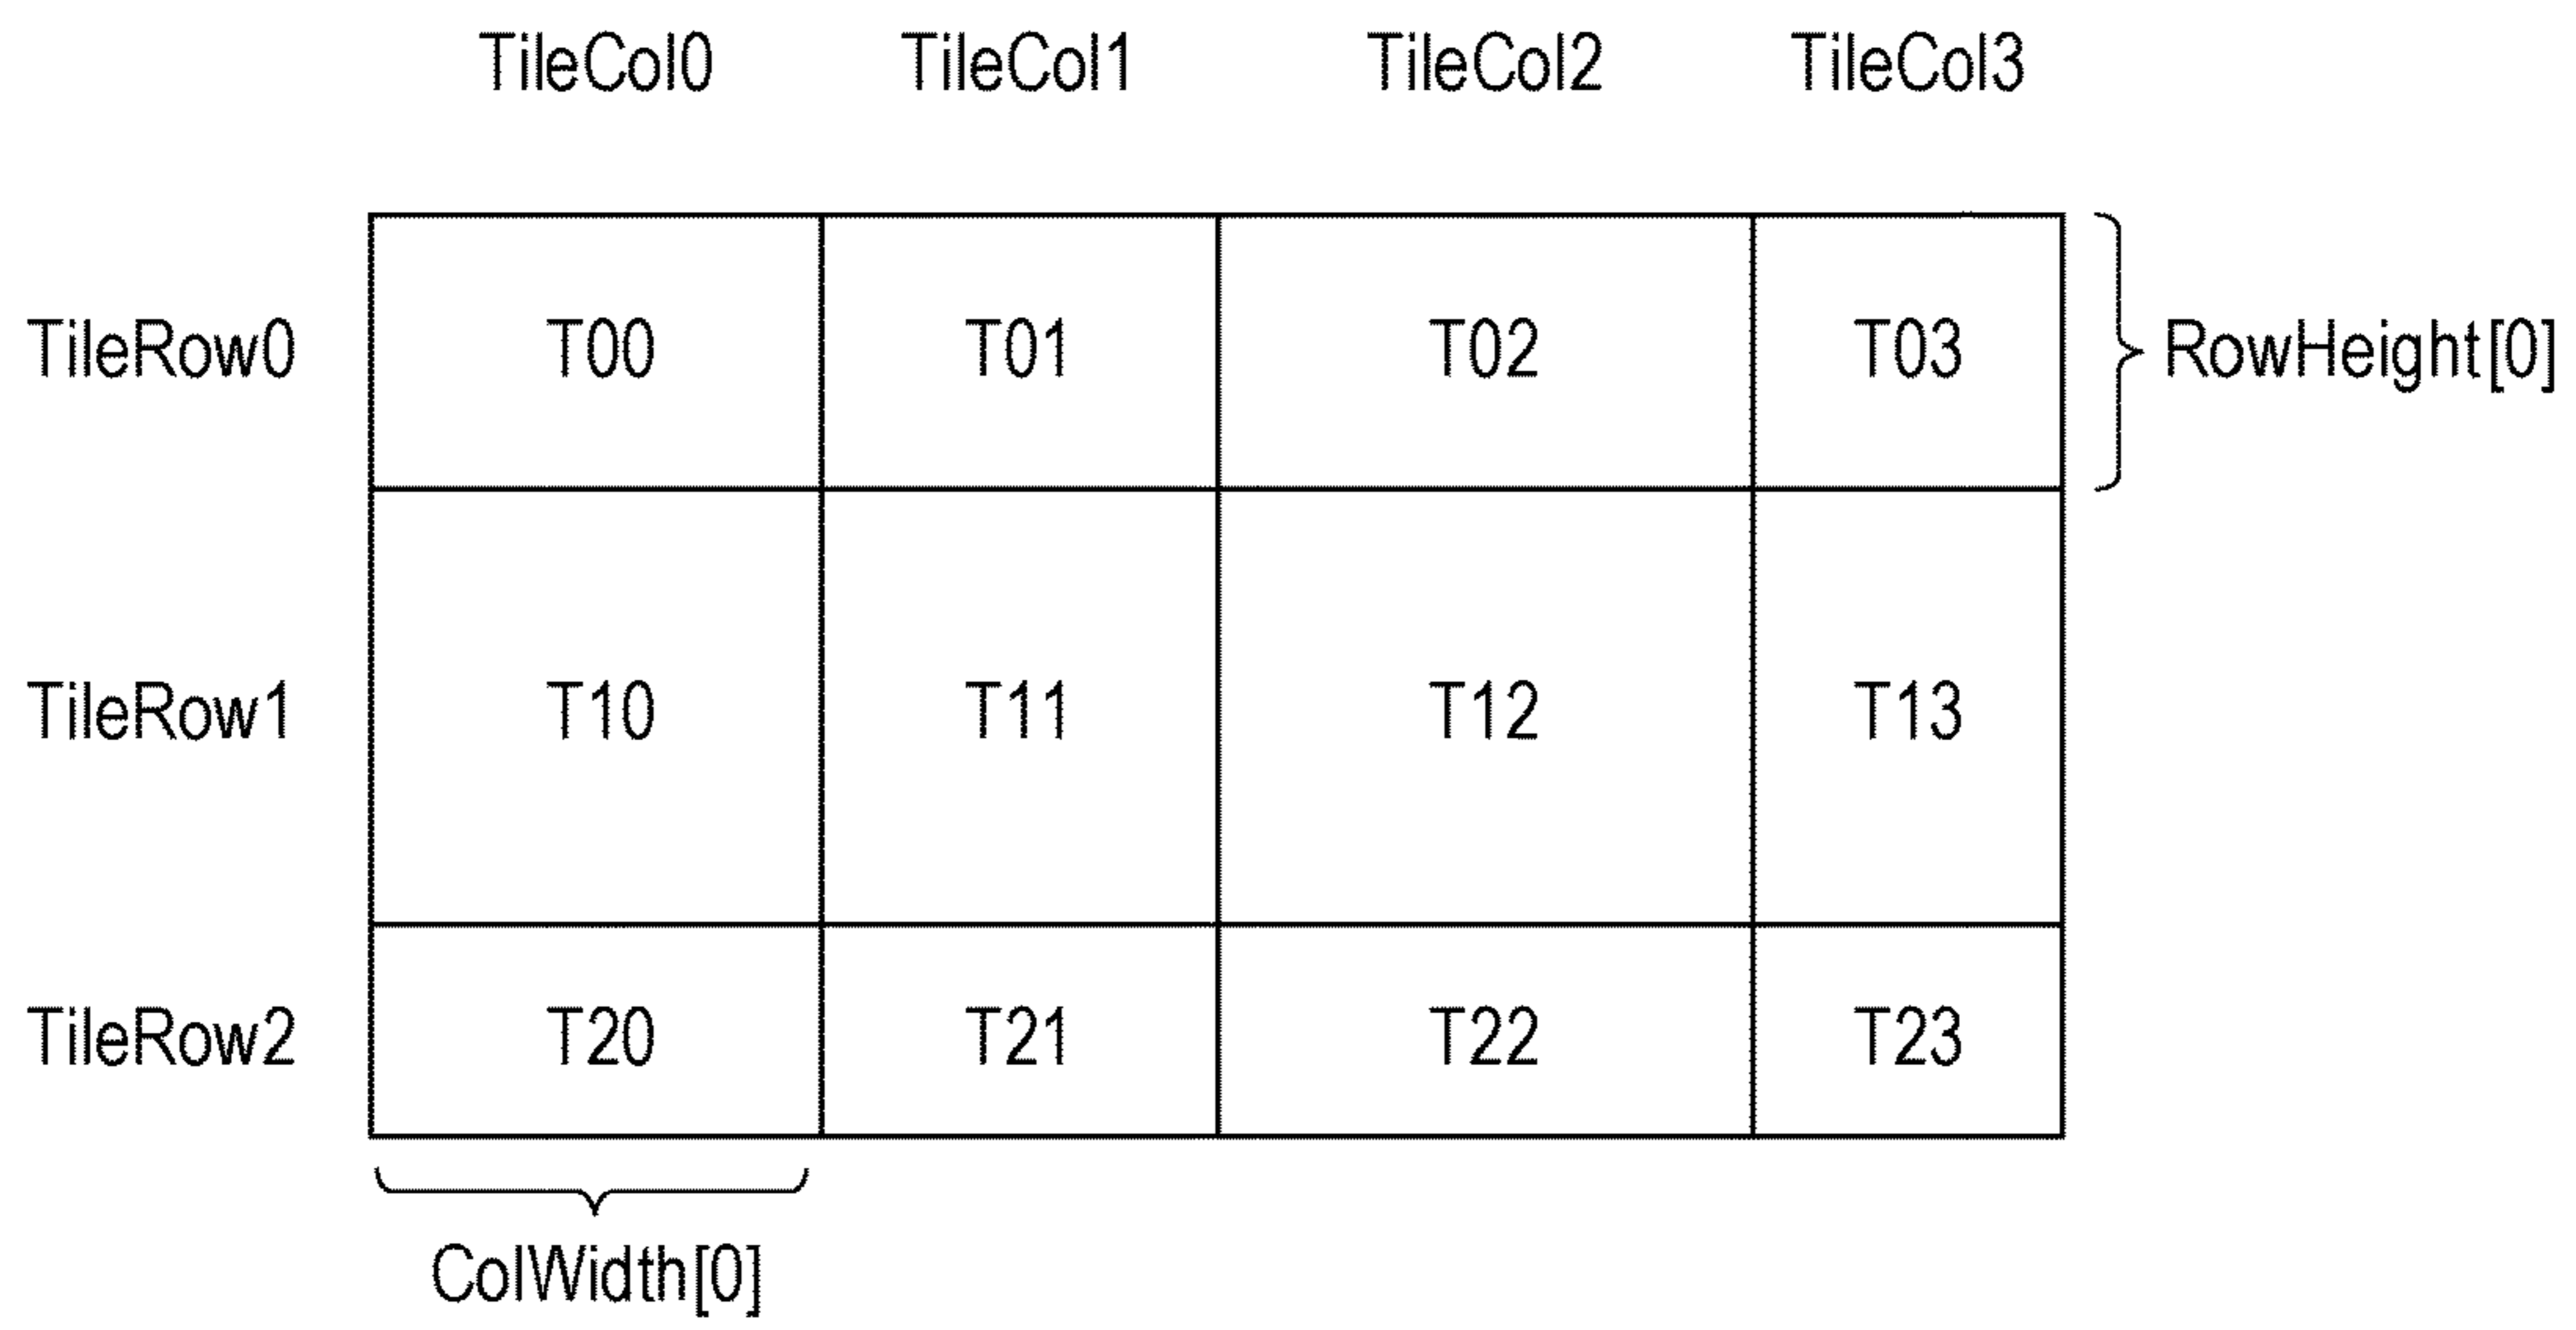 TileCol0 TileCol1 TileCol2 TileCol3
TileRow0 T00 T01 T02 T03 RowHeight[0]
TileRow1 T10 T11 T12 T13
TileRow2 T20 T21 T22 T23
ColWidth[0]